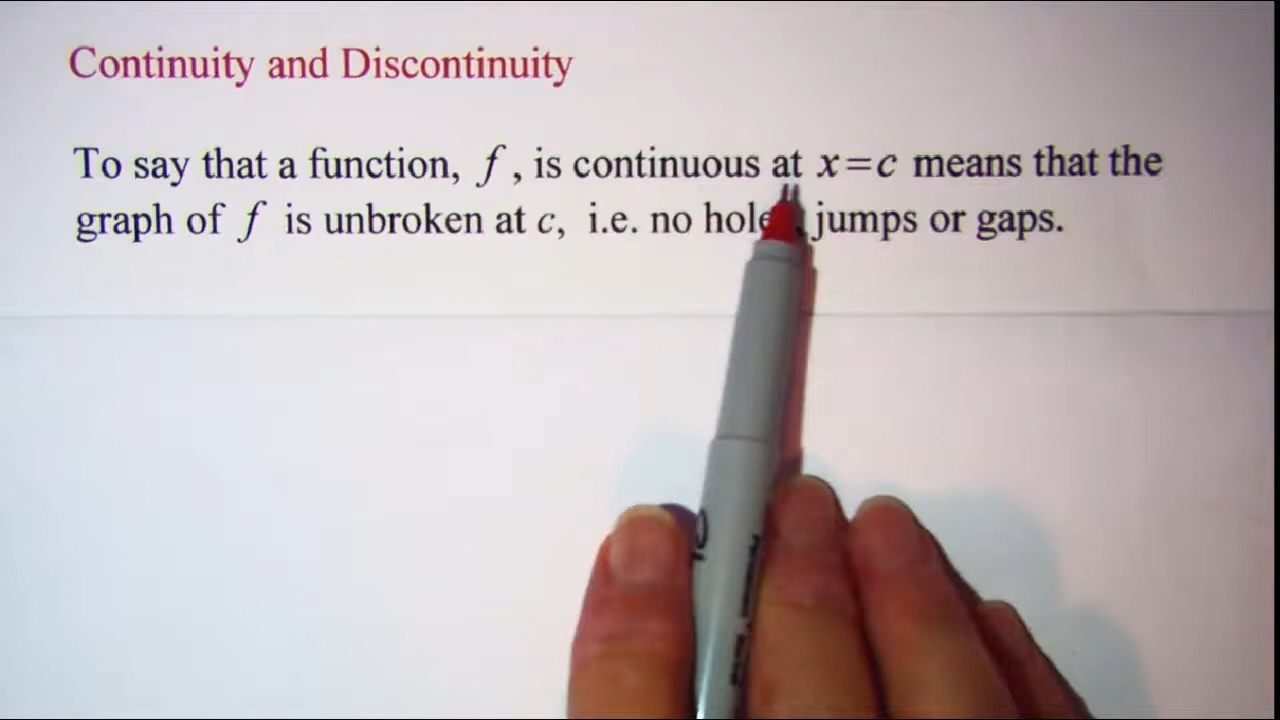 Continuity and Discontinuity
To say that a function, f, is continuous at x=c means that the
graph of f is unbroken at c, i.e. no jumps or gaps.